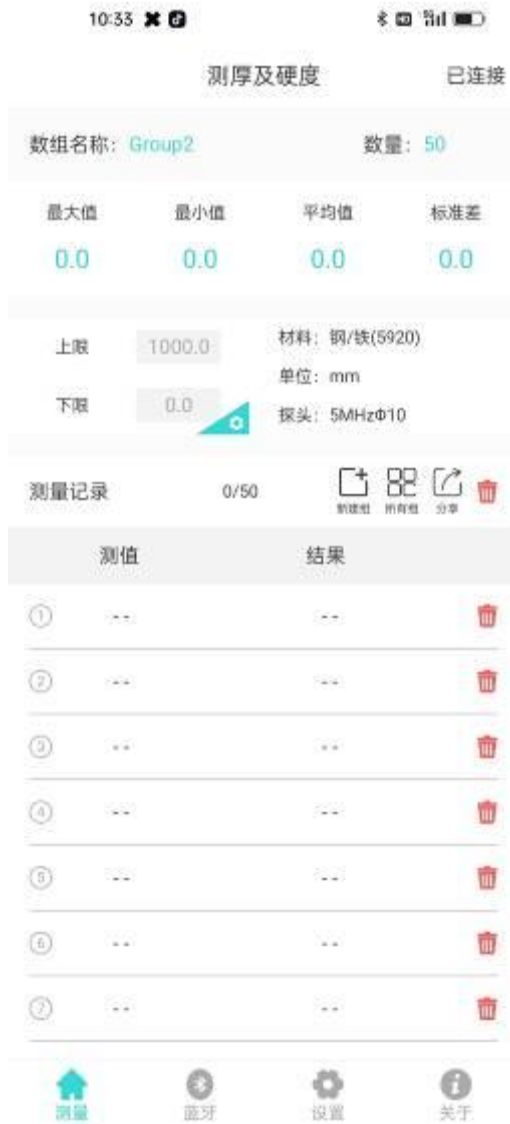 10:33
测厚及硬度 已连接
数组名称: Group2 数量: 50
最大值 最小值 平均值 标准差
0.0 0.0 0.0 0.0
上限 1000.0
下限 0.0
材料: 钢/铁(5920)
单位: mm
探头: 5MHzΦ10
测量记录 0/50 新建组 所有组 分享
测值 结果
① -- --
② -- --
③ -- --
④ -- --
⑤ -- --
⑥ -- --
⑦ -- --
测量 蓝牙 设置 关于